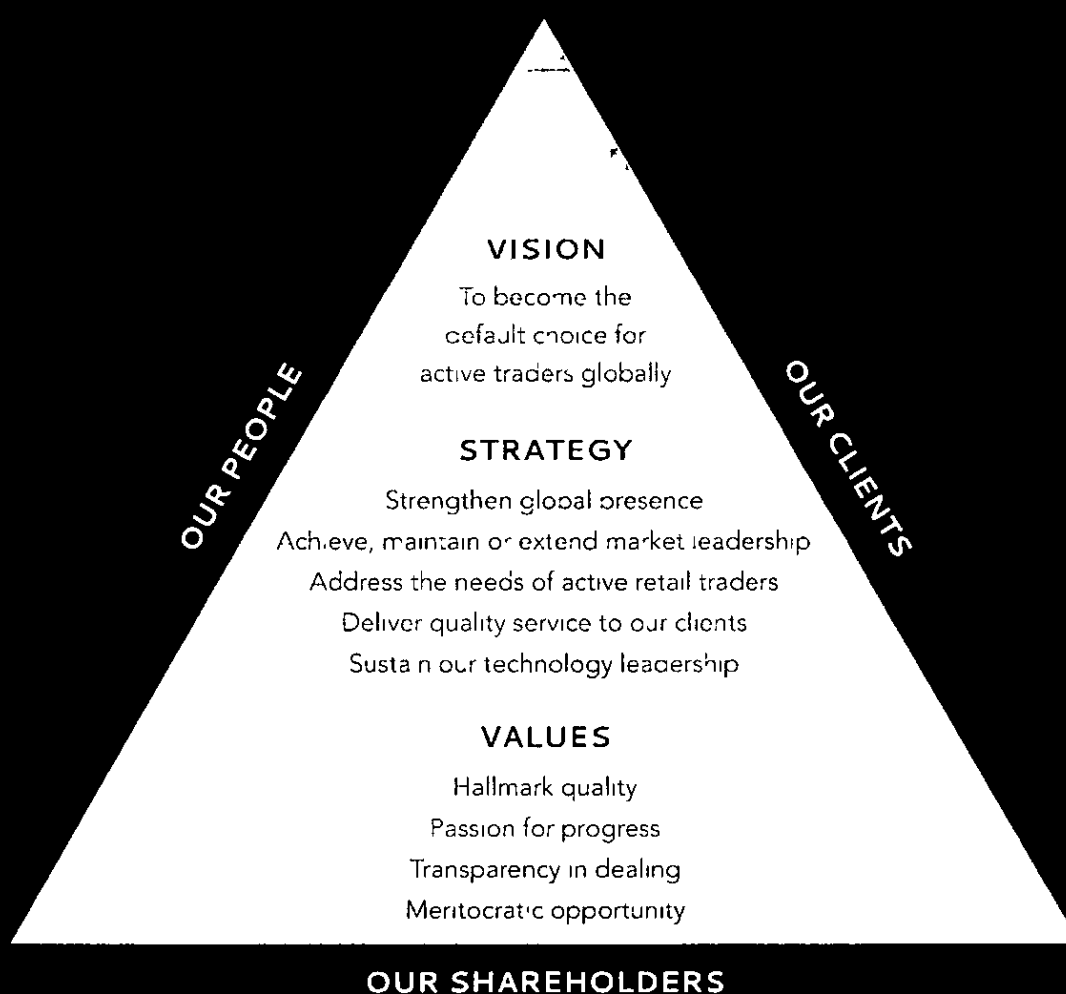 VISION
To become the
default choice for
active traders globally
OUR PEOPLE
OUR CLIENTS
STRATEGY
Strengthen global presence
Achieve, maintain or extend market leadership
Address the needs of active retail traders
Deliver quality service to our clients
Sustain our technology leadership
VALUES
Hallmark quality
Passion for progress
Transparency in dealing
Meritocratic opportunity
OUR SHAREHOLDERS